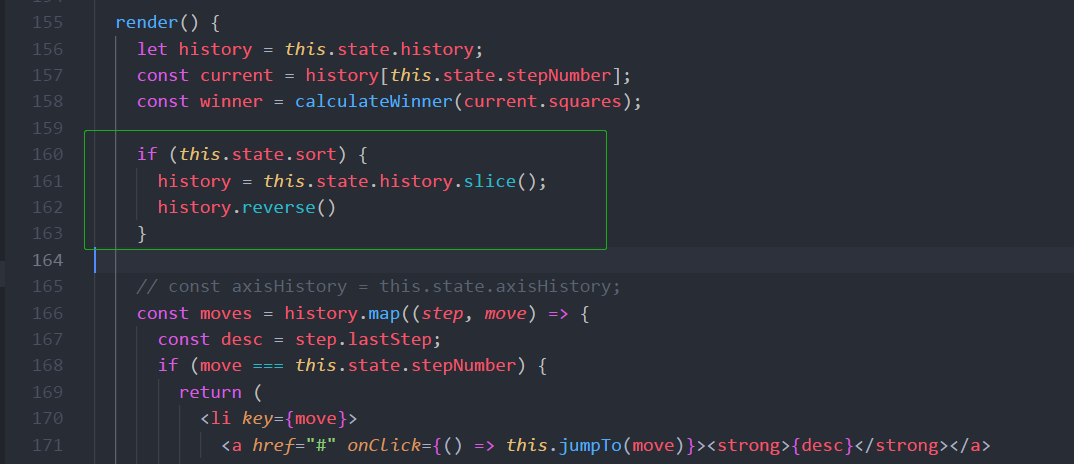 155 render() {
156 let history = this.state.history;
157 const current = history[this.state.stepNumber];
158 const winner = calculateWinner(current.squares);
159
160 if (this.state.sort) {
161 history = this.state.history.slice();
162 history.reverse()
163 }
164
165 // const axisHistory = this.state.axisHistory;
166 const moves = history.map((step, move) => {
167 const desc = step.lastStep;
168 if (move === this.state.stepNumber) {
169 return (
170 <li key={move}>
171 <a href="#" onClick={() => this.jumpTo(move)}><strong>{desc}</strong></a>